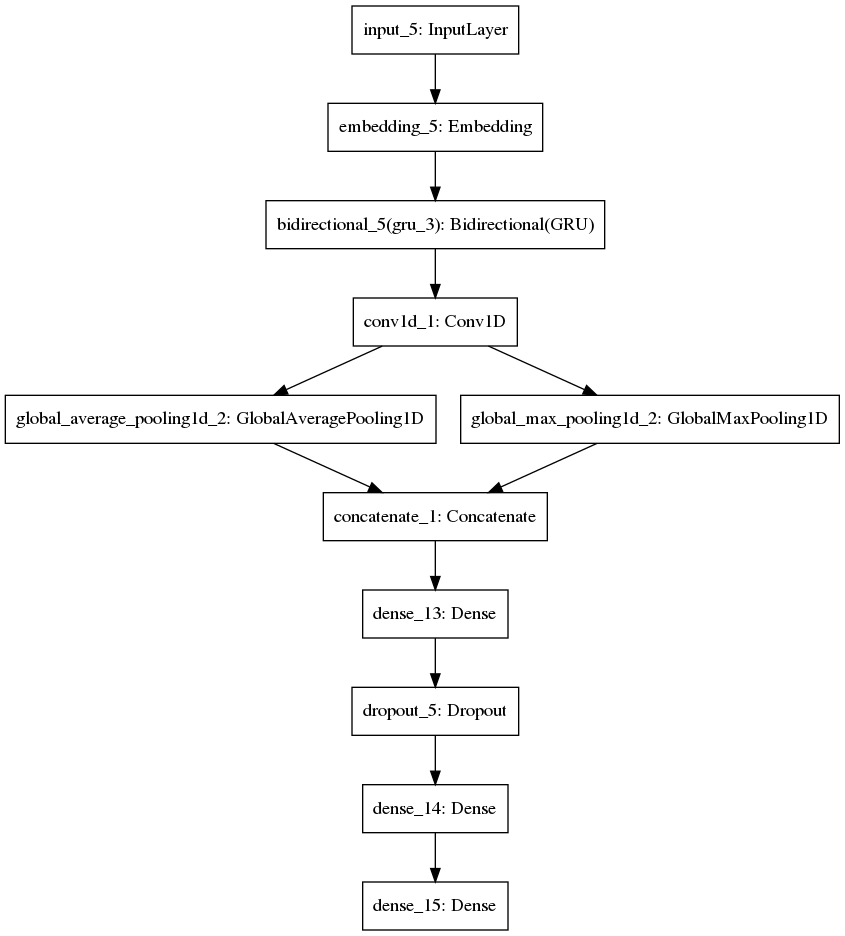 input_5: InputLayer
embedding_5: Embedding
bidirectional_5(gru_3): Bidirectional(GRU)
conv1d_1: Conv1D
global_average_pooling1d_2: GlobalAveragePooling1D
global_max_pooling1d_2: GlobalMaxPooling1D
concatenate_1: Concatenate
dense_13: Dense
dropout_5: Dropout
dense_14: Dense
dense_15: Dense